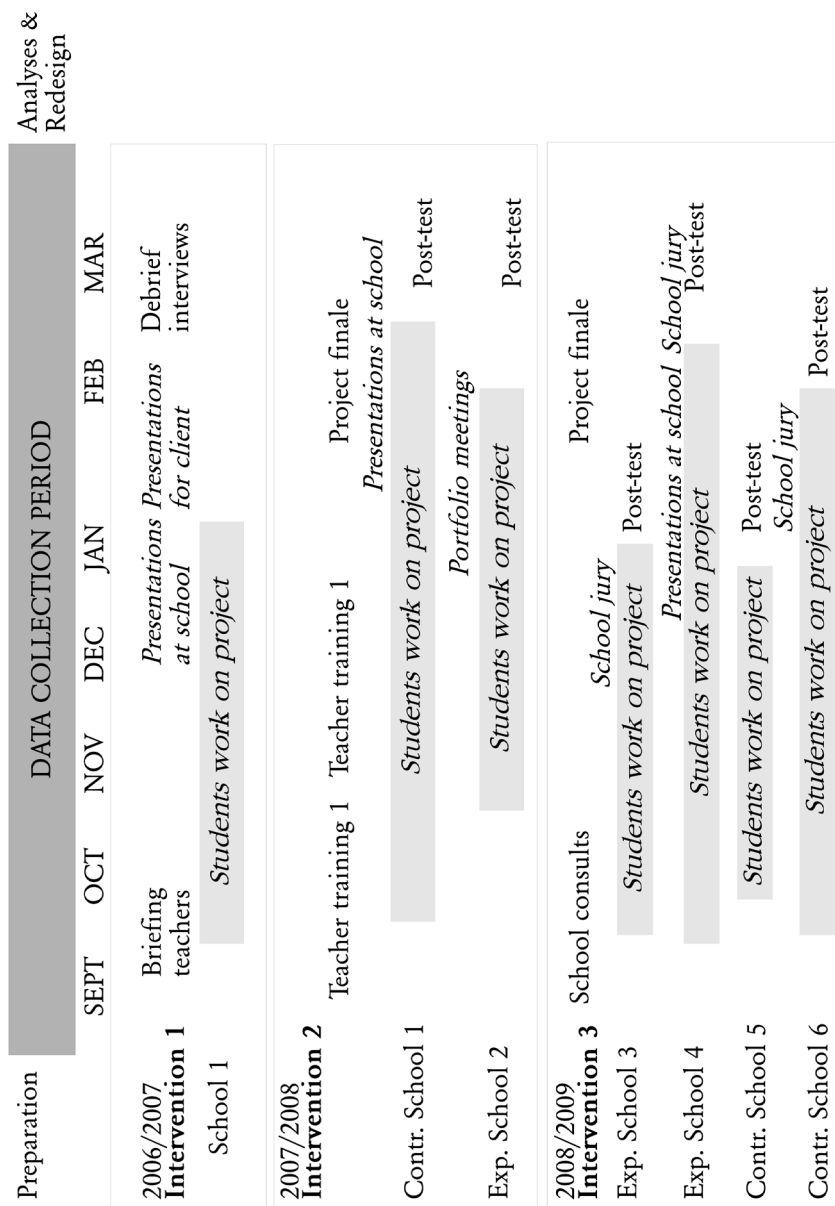 Preparation
DATA COLLECTION PERIOD
Analyses &
Redesign
SEPT OCT NOV DEC JAN FEB MAR
2006/2007
Intervention 1
Briefing
teachers
Presentations
at school
Presentations
for client
Debrief
interviews
School 1
Students work on project
2007/2008
Intervention 2
Teacher training 1
Teacher training 1
Project finale
Presentations at school
Contr. School 1
Students work on project
Post-test
Portfolio meetings
Exp. School 2
Students work on project
Post-test
2008/2009
Intervention 3
School consults
Project finale
School jury
Exp. School 3
Students work on project
Post-test
Presentations at school
School jury
Exp. School 4
Students work on project
Post-test
Contr. School 5
Students work on project
Post-test
School jury
Contr. School 6
Students work on project
Post-test